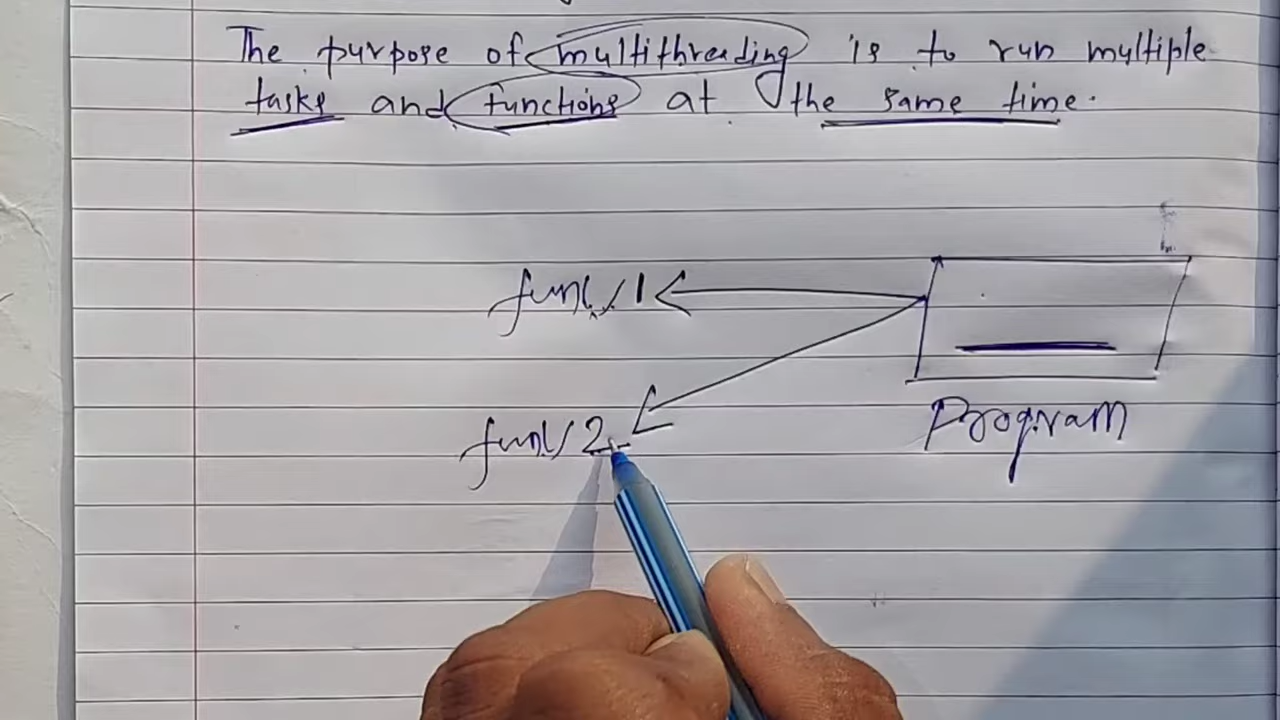 The purpose of multithreading is to run multiple
tasks and functions at the same time.
func/1
func/2
Program